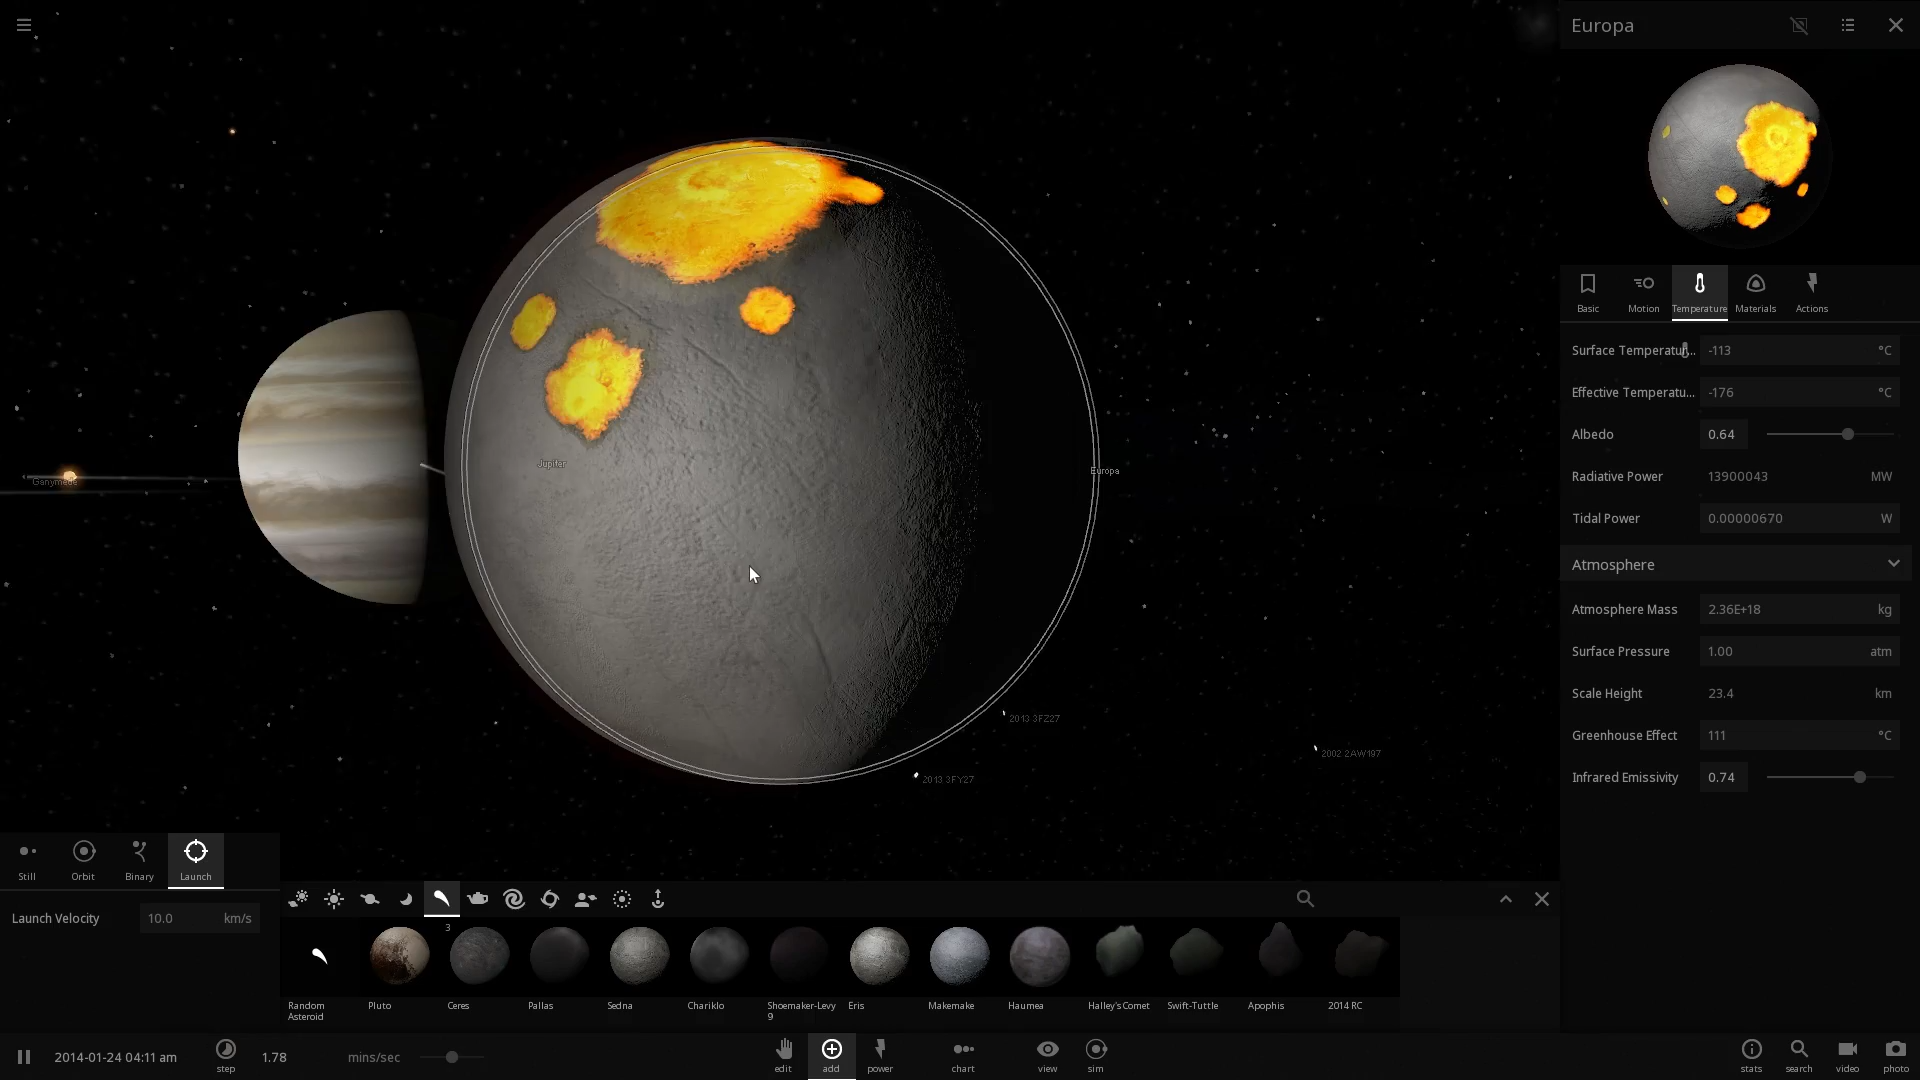 Europa
Basic
Motion
Temperature
Materials
Actions
Surface Temperatur...
-113
°C
Effective Temperatu...
-176
°C
Albedo
0.64
Radiative Power
13900043
MW
Tidal Power
0.00000670
W
Atmosphere
Atmosphere Mass
2.36E+18
kg
Surface Pressure
1.00
atm
Scale Height
23.4
km
Greenhouse Effect
111
°C
Infrared Emissivity
0.74
Jupiter
Europa
Ganymede
2013 3FZ27
2002 2AW197
2013 3FY27
Still
Orbit
Binary
Launch
Launch Velocity
10.0
km/s
3
Random
Asteroid
Pluto
Ceres
Pallas
Sedna
Chariklo
Shoemaker-Levy
9
Eris
Makemake
Haumea
Halley's Comet
Swift-Tuttle
Apophis
2014 RC
2014-01-24 04:11 am
step
1.78
mins/sec
edit
add
power
chart
view
sim
stats
search
video
photo